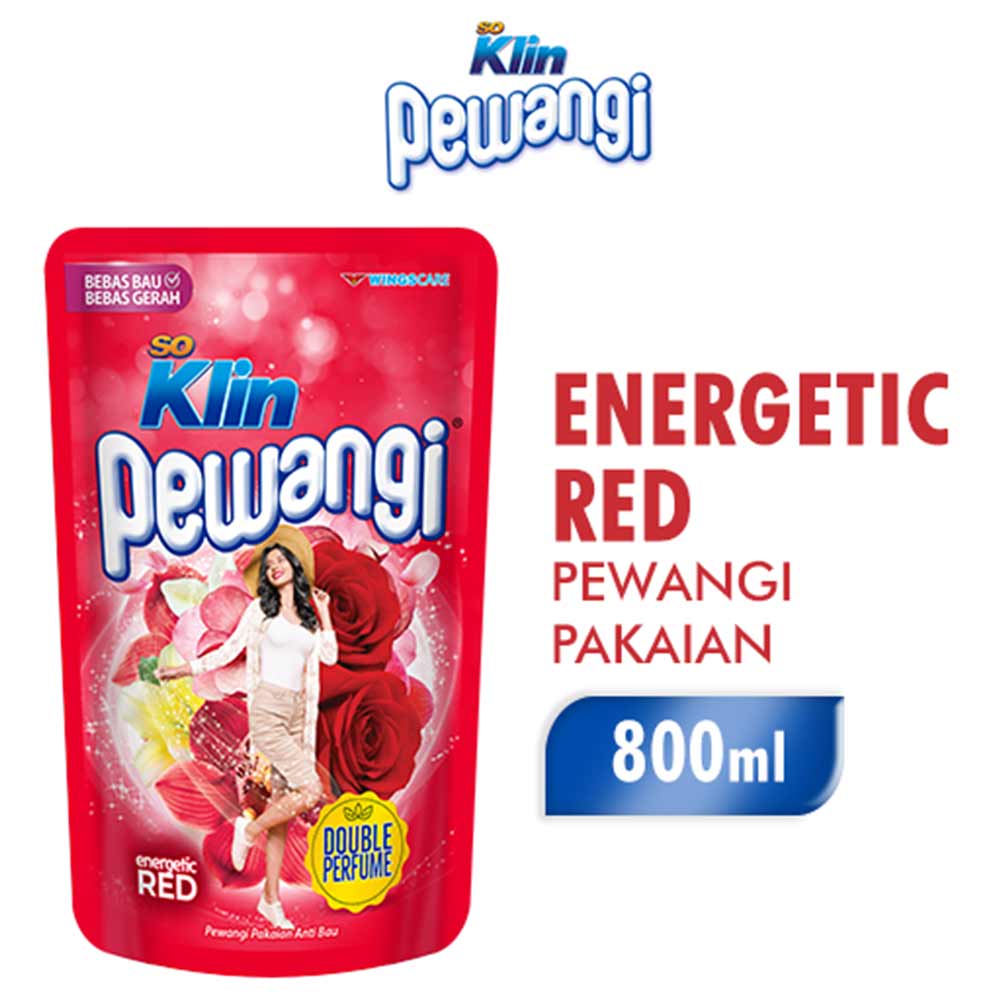 SO
Klin
Pewangi
BEBAS BAU
BEBAS GERAH
WINGSCARE
SO
Klin
Pewangi®
DOUBLE
PERFUME
energetic
RED
Pewangi Pakaian Anti Bau
ENERGETIC
RED
PEWANGI
PAKAIAN
800ml